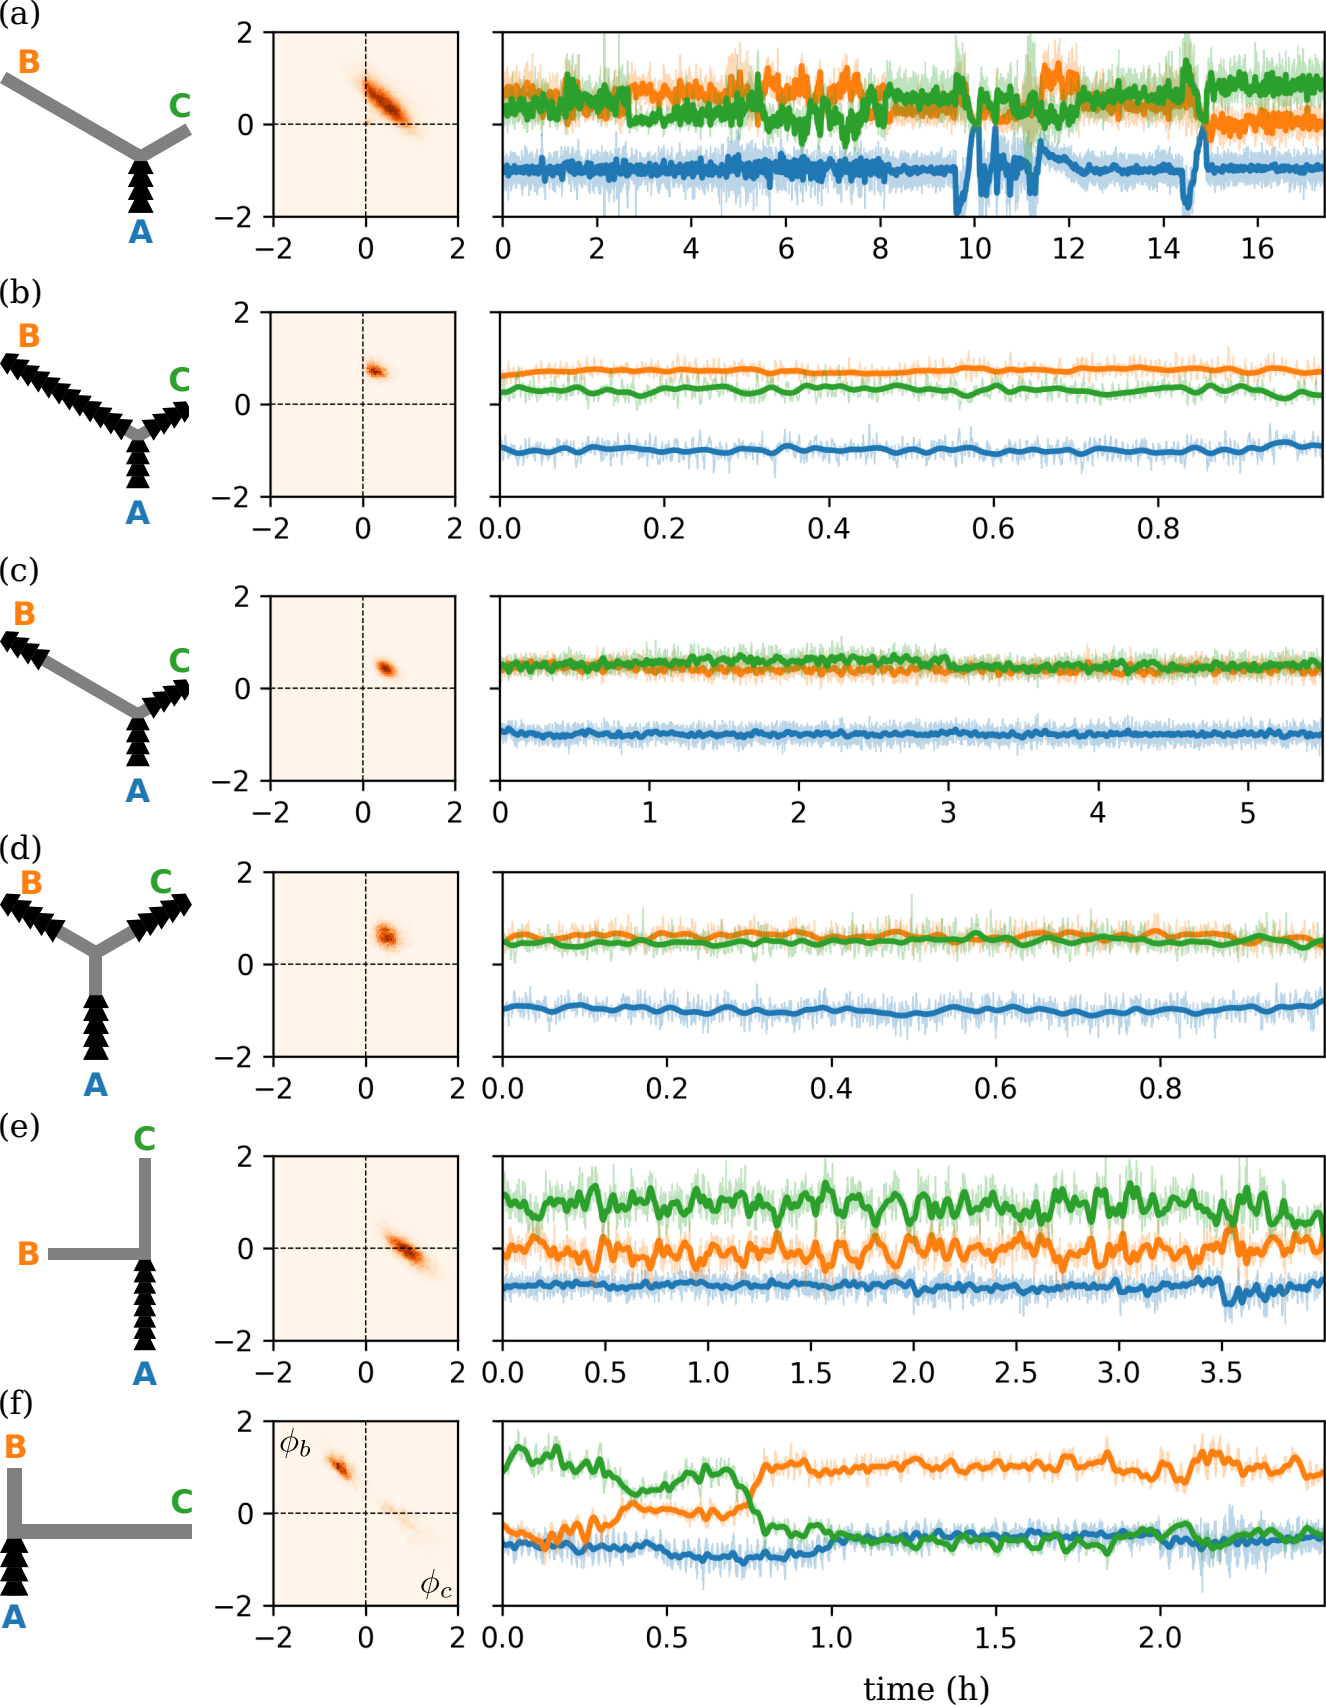 (a)
B
C
A
2
0
−2
−2 0 2
0 2 4 6 8 10 12 14 16
(b)
B
C
A
2
0
−2
−2 0 2
0.0 0.2 0.4 0.6 0.8
(c)
B
C
A
2
0
−2
−2 0 2
0 1 2 3 4 5
(d)
B C
A
2
0
−2
−2 0 2
0.0 0.2 0.4 0.6 0.8
(e)
C
B
A
2
0
−2
−2 0 2
0.0 0.5 1.0 1.5 2.0 2.5 3.0 3.5
(f)
B
C
A
2
0
−2
ϕb
ϕc
−2 0 2
0.0 0.5 1.0 1.5 2.0
time (h)